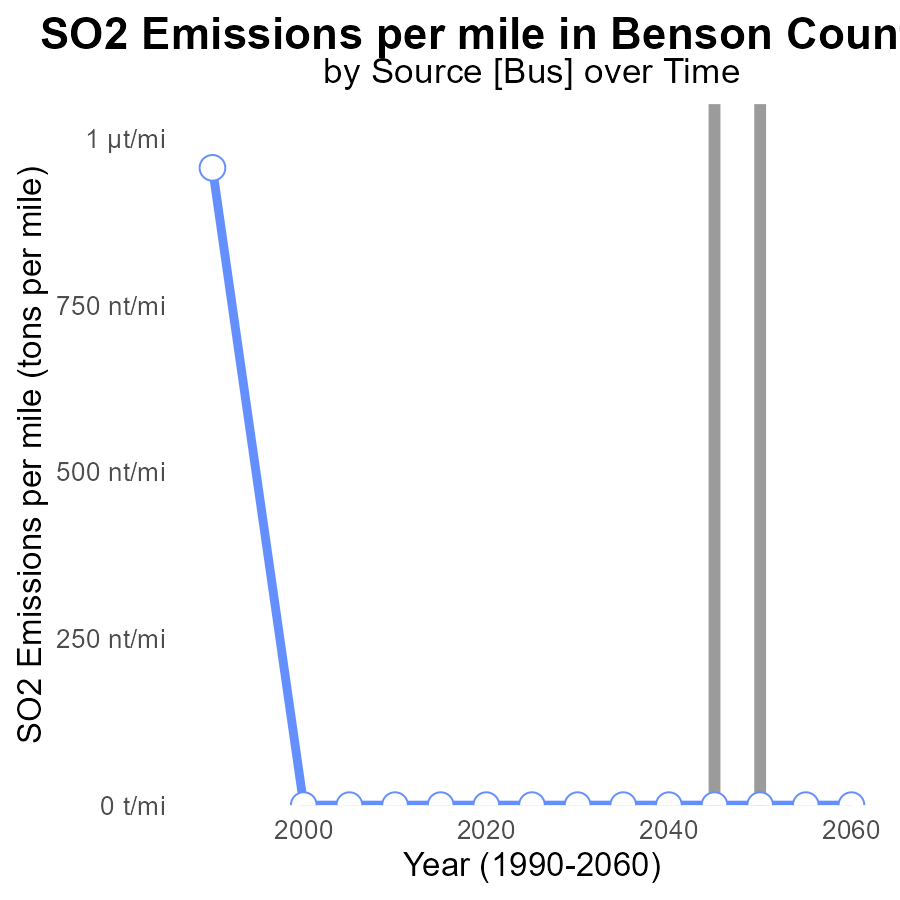 SO2 Emissions per mile in Benson Coun
by Source [Bus] over Time
SO2 Emissions per mile (tons per mile)
1 µt/mi
750 nt/mi
500 nt/mi
250 nt/mi
0 t/mi
2000 2020 2040 2060
Year (1990-2060)